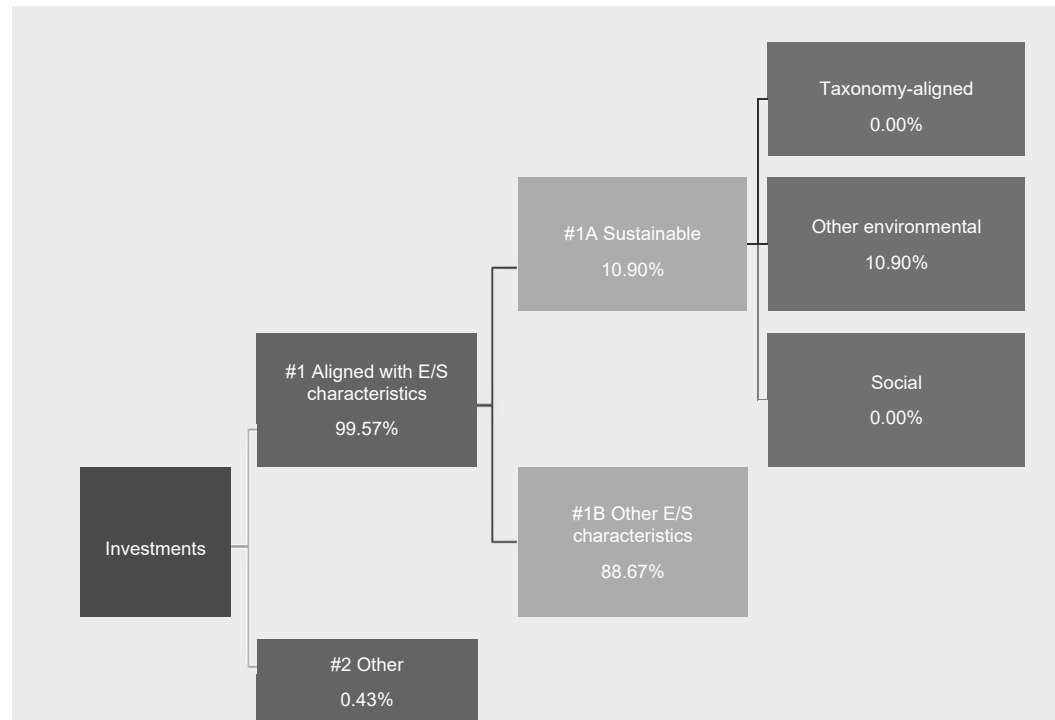 Taxonomy-aligned
0.00%
#1A Sustainable
10.90%
Other environmental
10.90%
#1 Aligned with E/S
characteristics
99.57%
Social
0.00%
Investments
#1B Other E/S
characteristics
88.67%
#2 Other
0.43%